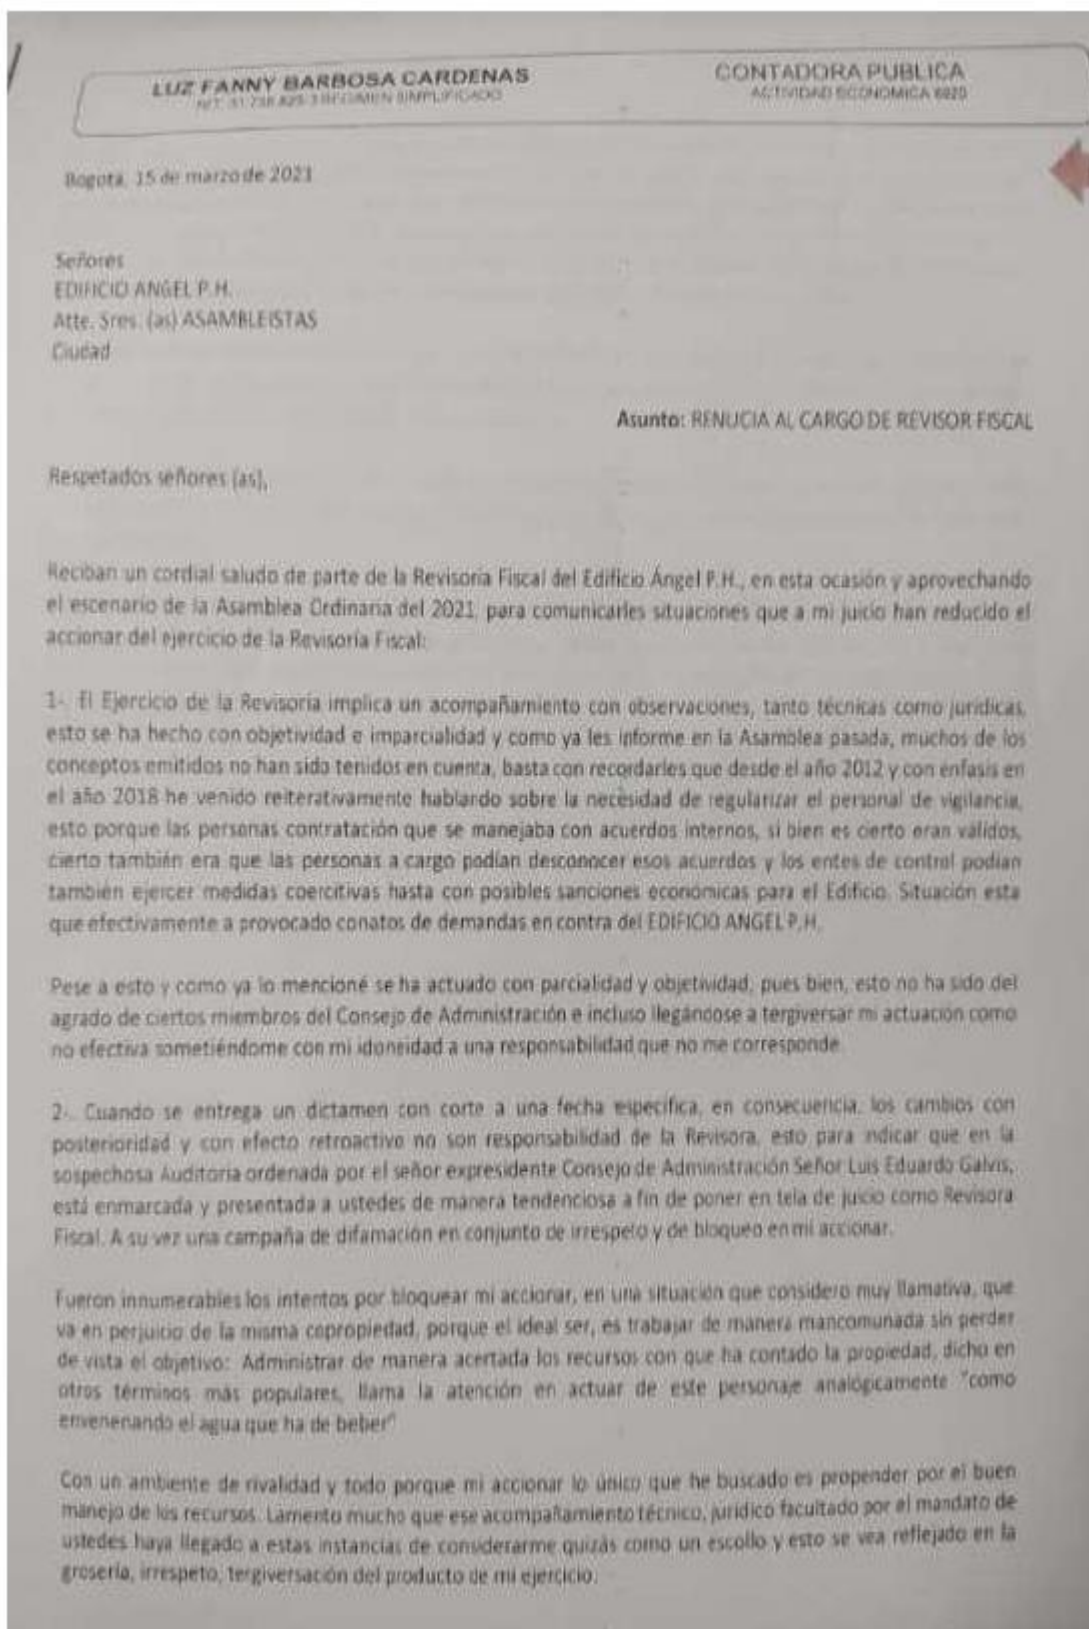 LUZ FANNY BARBOSA CARDENAS
CONTADORA PUBLICA
REGIMEN SIMPLIFICADO
ACTIVIDAD ECONOMICA 6920
Bogotá, 15 de marzo de 2021
Señores
EDIFICIO ANGEL P.H.
Atte. Sres. (as) ASAMBLEISTAS
Ciudad
Asunto: RENUCIA AL CARGO DE REVISOR FISCAL
Respetados señores (as),
Reciban un cordial saludo de parte de la Revisoría Fiscal del Edificio Ángel P.H., en esta ocasión y aprovechando
el escenario de la Asamblea Ordinaria del 2021, para comunicarles situaciones que a mi juicio han reducido el
accionar del ejercicio de la Revisoría Fiscal:
1-. El Ejercicio de la Revisoría implica un acompañamiento con observaciones, tanto técnicas como jurídicas,
esto se ha hecho con objetividad e imparcialidad y como ya les informe en la Asamblea pasada, muchos de los
conceptos emitidos no han sido tenidos en cuenta, basta con recordarles que desde el año 2012 y con enfasis en
el año 2018 he venido reiterativamente hablando sobre la necesidad de regularizar el personal de vigilancia,
esto porque las personas contratación que se manejaba con acuerdos internos, si bien es cierto eran válidos,
cierto también era que las personas a cargo podían desconocer esos acuerdos y los entes de control podían
también ejercer medidas coercitivas hasta con posibles sanciones económicas para el Edificio. Situación esta
que efectivamente a provocado conatos de demandas en contra del EDIFICIO ANGEL P.H.
Pese a esto y como ya lo mencioné se ha actuado con parcialidad y objetividad, pues bien, esto no ha sido del
agrado de ciertos miembros del Consejo de Administración e incluso llegándose a tergiversar mi actuación como
no efectiva sometiéndome con mi idoneidad a una responsabilidad que no me corresponde.
2-. Cuando se entrega un dictamen con corte a una fecha especifica, en consecuencia, los cambios con
posterioridad y con efecto retroactivo no son responsabilidad de la Revisora, esto para indicar que en la
sospechosa Auditoria ordenada por el señor expresidente Consejo de Administración Señor Luis Eduardo Galvis,
está enmarcada y presentada a ustedes de manera tendenciosa a fin de poner en tela de juicio como Revisora
Fiscal. A su vez una campaña de difamación en conjunto de irrespeto y de bloqueo en mi accionar.
Fueron innumerables los intentos por bloquear mi accionar, en una situación que considero muy llamativa, que
va en perjuicio de la misma copropiedad, porque el ideal ser, es trabajar de manera mancomunada sin perder
de vista el objetivo: Administrar de manera acertada los recursos con que ha contado la propiedad, dicho en
otros términos más populares, llama la atención en actuar de este personaje analógicamente "como
envenenando el agua que ha de beber"
Con un ambiente de rivalidad y todo porque mi accionar lo único que he buscado es propender por el buen
manejo de los recursos. Lamento mucho que ese acompañamiento técnico, jurídico facultado por el mandato de
ustedes haya llegado a estas instancias de considerarme quizás como un escollo y esto se vea reflejado en la
grosería, irrespeto, tergiversación del producto de mi ejercicio.